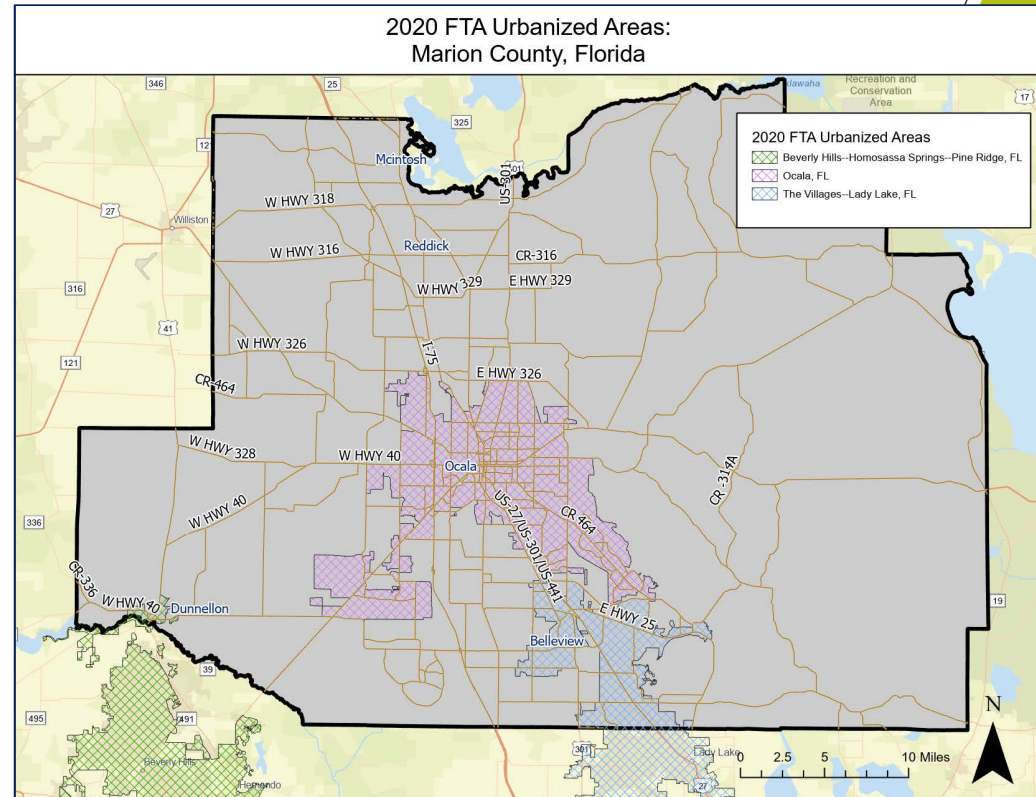 2020 FTA Urbanized Areas:
Marion County, Florida
346
25
Recreation and
Conservation
Area
17
325
121
Mcintosh
US-301
2020 FTA Urbanized Areas
Beverly Hills--Homosassa Springs--Pine Ridge, FL
Ocala, FL
The Villages--Lady Lake, FL
W HWY 318
27
Williston
Reddick
W HWY 316
CR-316
W HWY 329
E HWY 329
316
41
W HWY 326
I-75
121
CR-464
E HWY 326
W HWY 328
W HWY 40
Ocala
CR -314A
W HWY 40
US-27/US-301/US-441
CR 464
336
CR-336
W HWY 40
Dunnellon
19
E HWY 25
Belleview
39
495
491
N
301
Lady Lake
0 2.5 5 10 Miles
Beverly Hills
Hernando
27